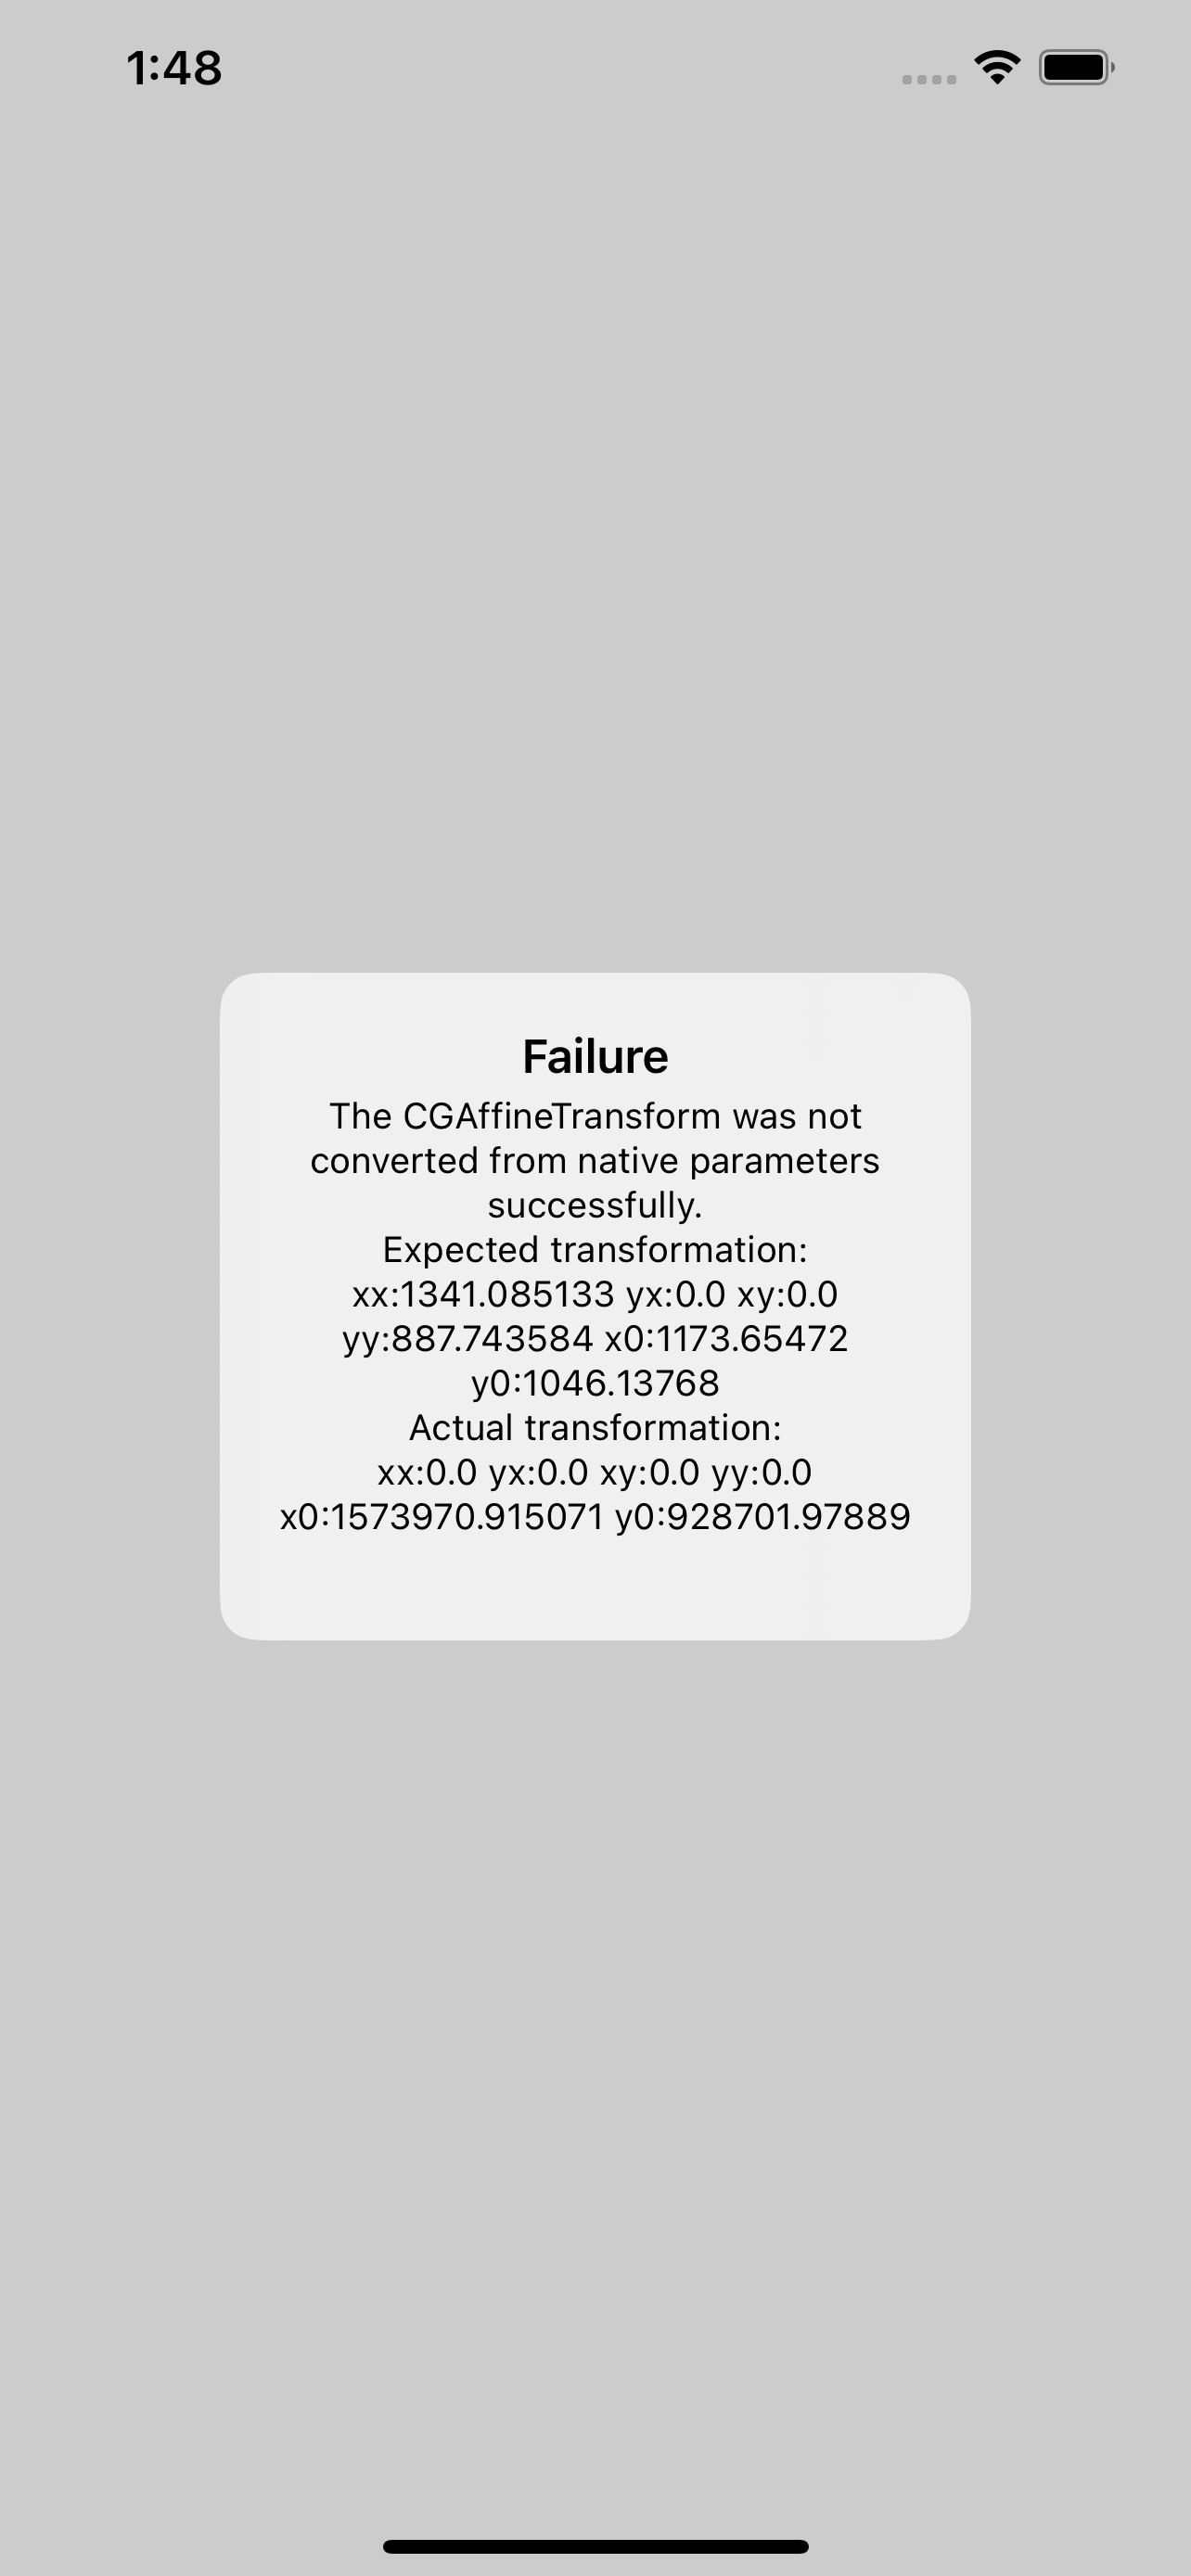 1:48
Failure
The CGAffineTransform was not
converted from native parameters
successfully.
Expected transformation:
xx:1341.085133 yx:0.0 xy:0.0
yy:887.743584 x0:1173.65472
y0:1046.13768
Actual transformation:
xx:0.0 yx:0.0 xy:0.0 yy:0.0
x0:1573970.915071 y0:928701.97889